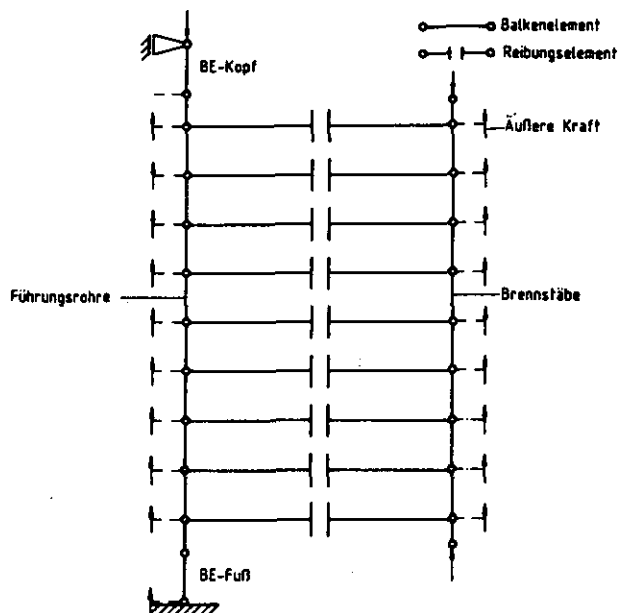 Balkenelement
Reibungselement
BE-Kopf
Äußere Kraft
Führungsrohre
Brennstäbe
BE-Fuß